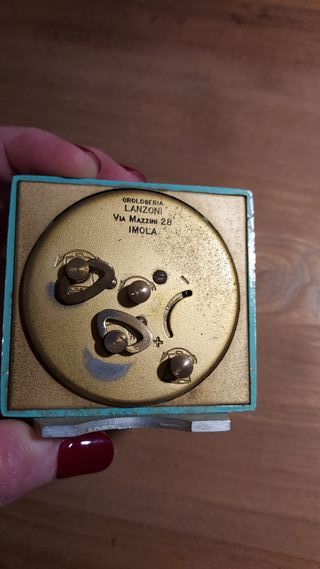 OROLOGERIA
LANZONI
VIA MAZZINI 28
IMOLA
−
+